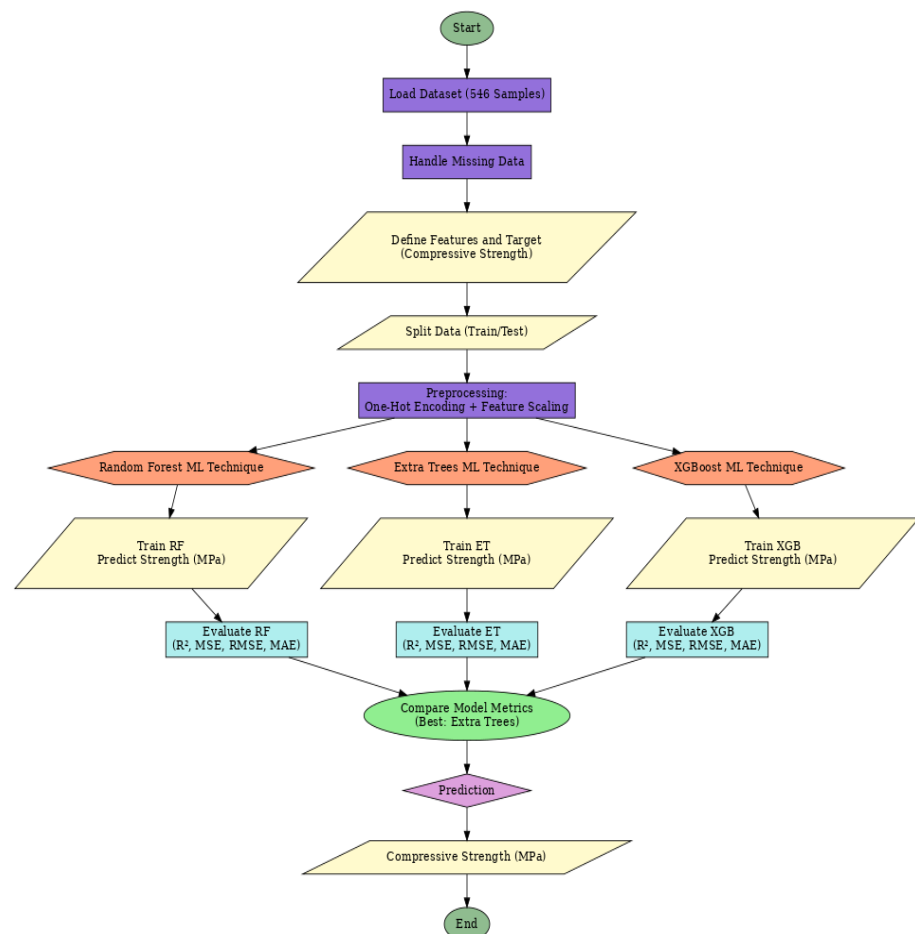 Start
Load Dataset (546 Samples)
Handle Missing Data
Define Features and Target
(Compressive Strength)
Split Data (Train/Test)
Preprocessing:
One-Hot Encoding + Feature Scaling
Random Forest ML Technique
Extra Trees ML Technique
XGBoost ML Technique
Train RF
Predict Strength (MPa)
Train ET
Predict Strength (MPa)
Train XGB
Predict Strength (MPa)
Evaluate RF
(R², MSE, RMSE, MAE)
Evaluate ET
(R², MSE, RMSE, MAE)
Evaluate XGB
(R², MSE, RMSE, MAE)
Compare Model Metrics
(Best: Extra Trees)
Prediction
Compressive Strength (MPa)
End